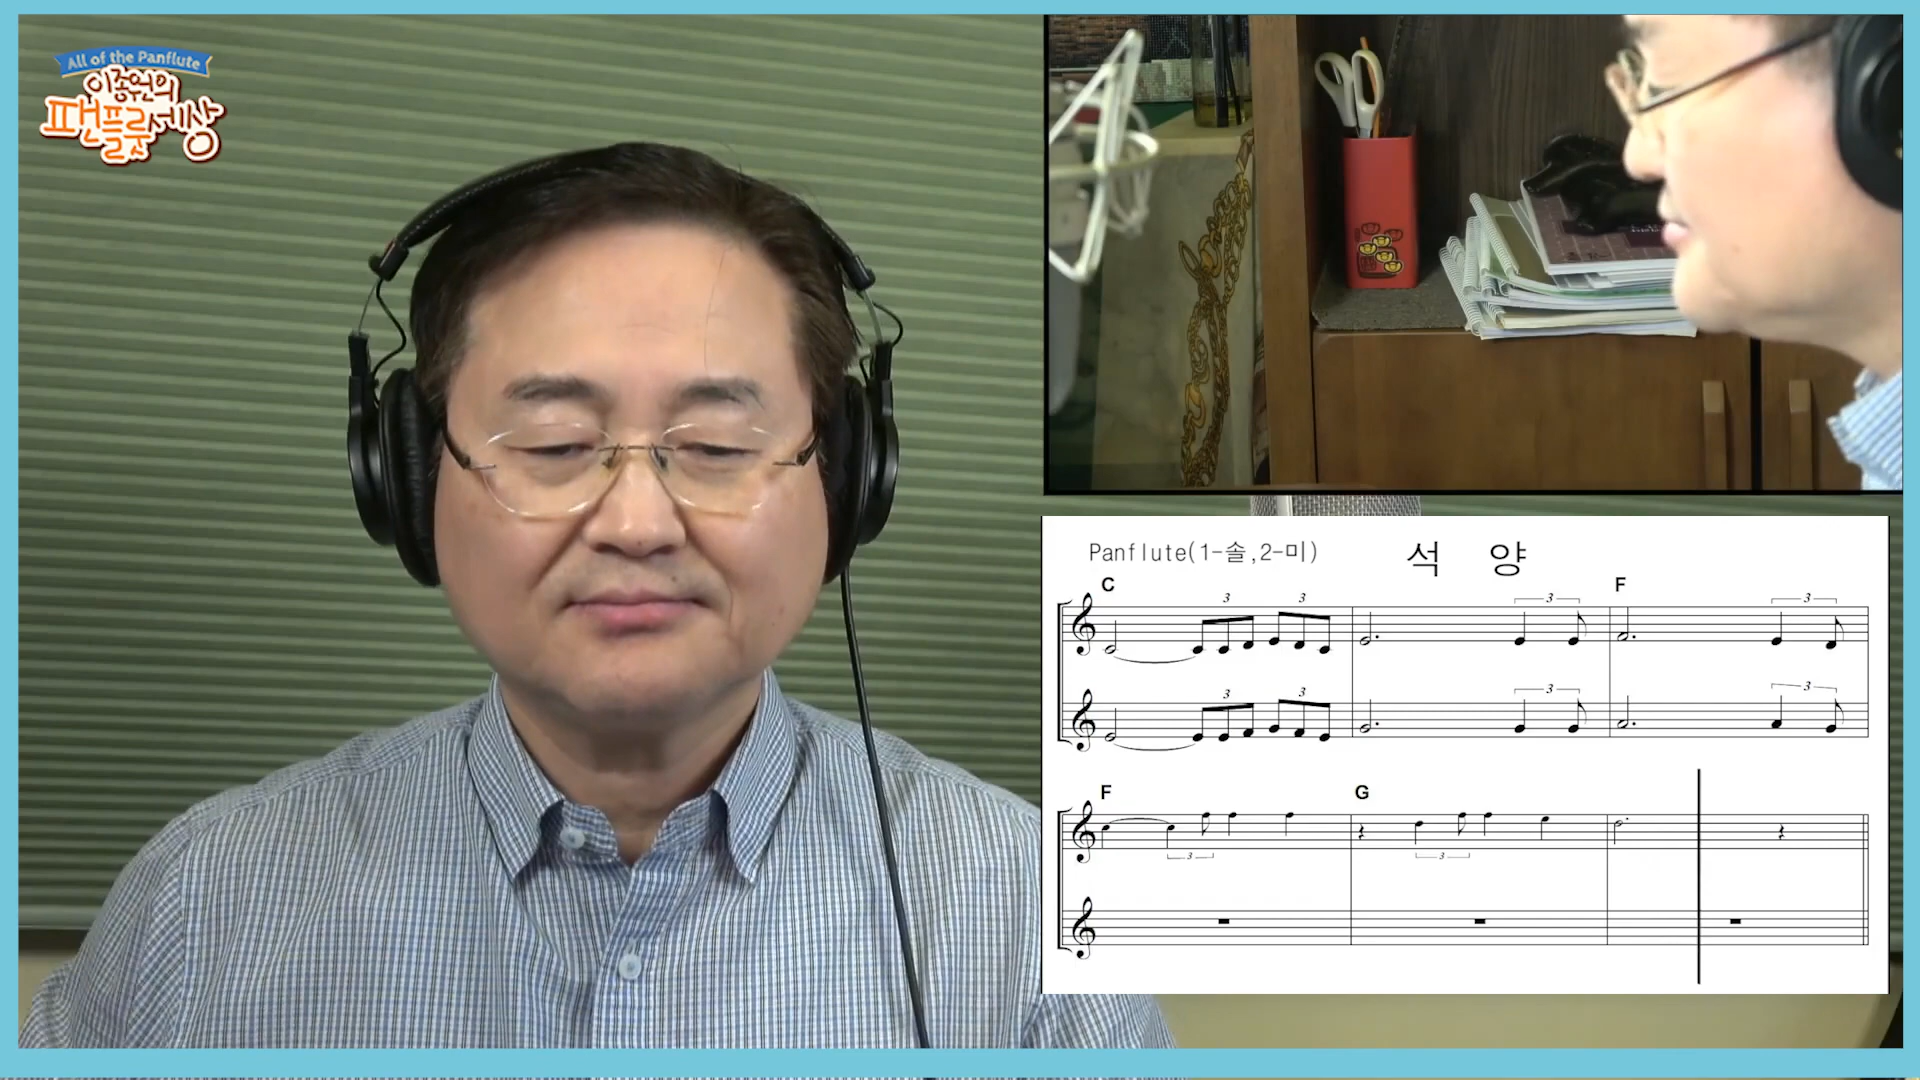 All of the Panflute
이종원의
팬플룻세상
Panflute(1-솔,2-미)
석 양
C F
3 3 3 3
3 3 3 3
F G
3 3